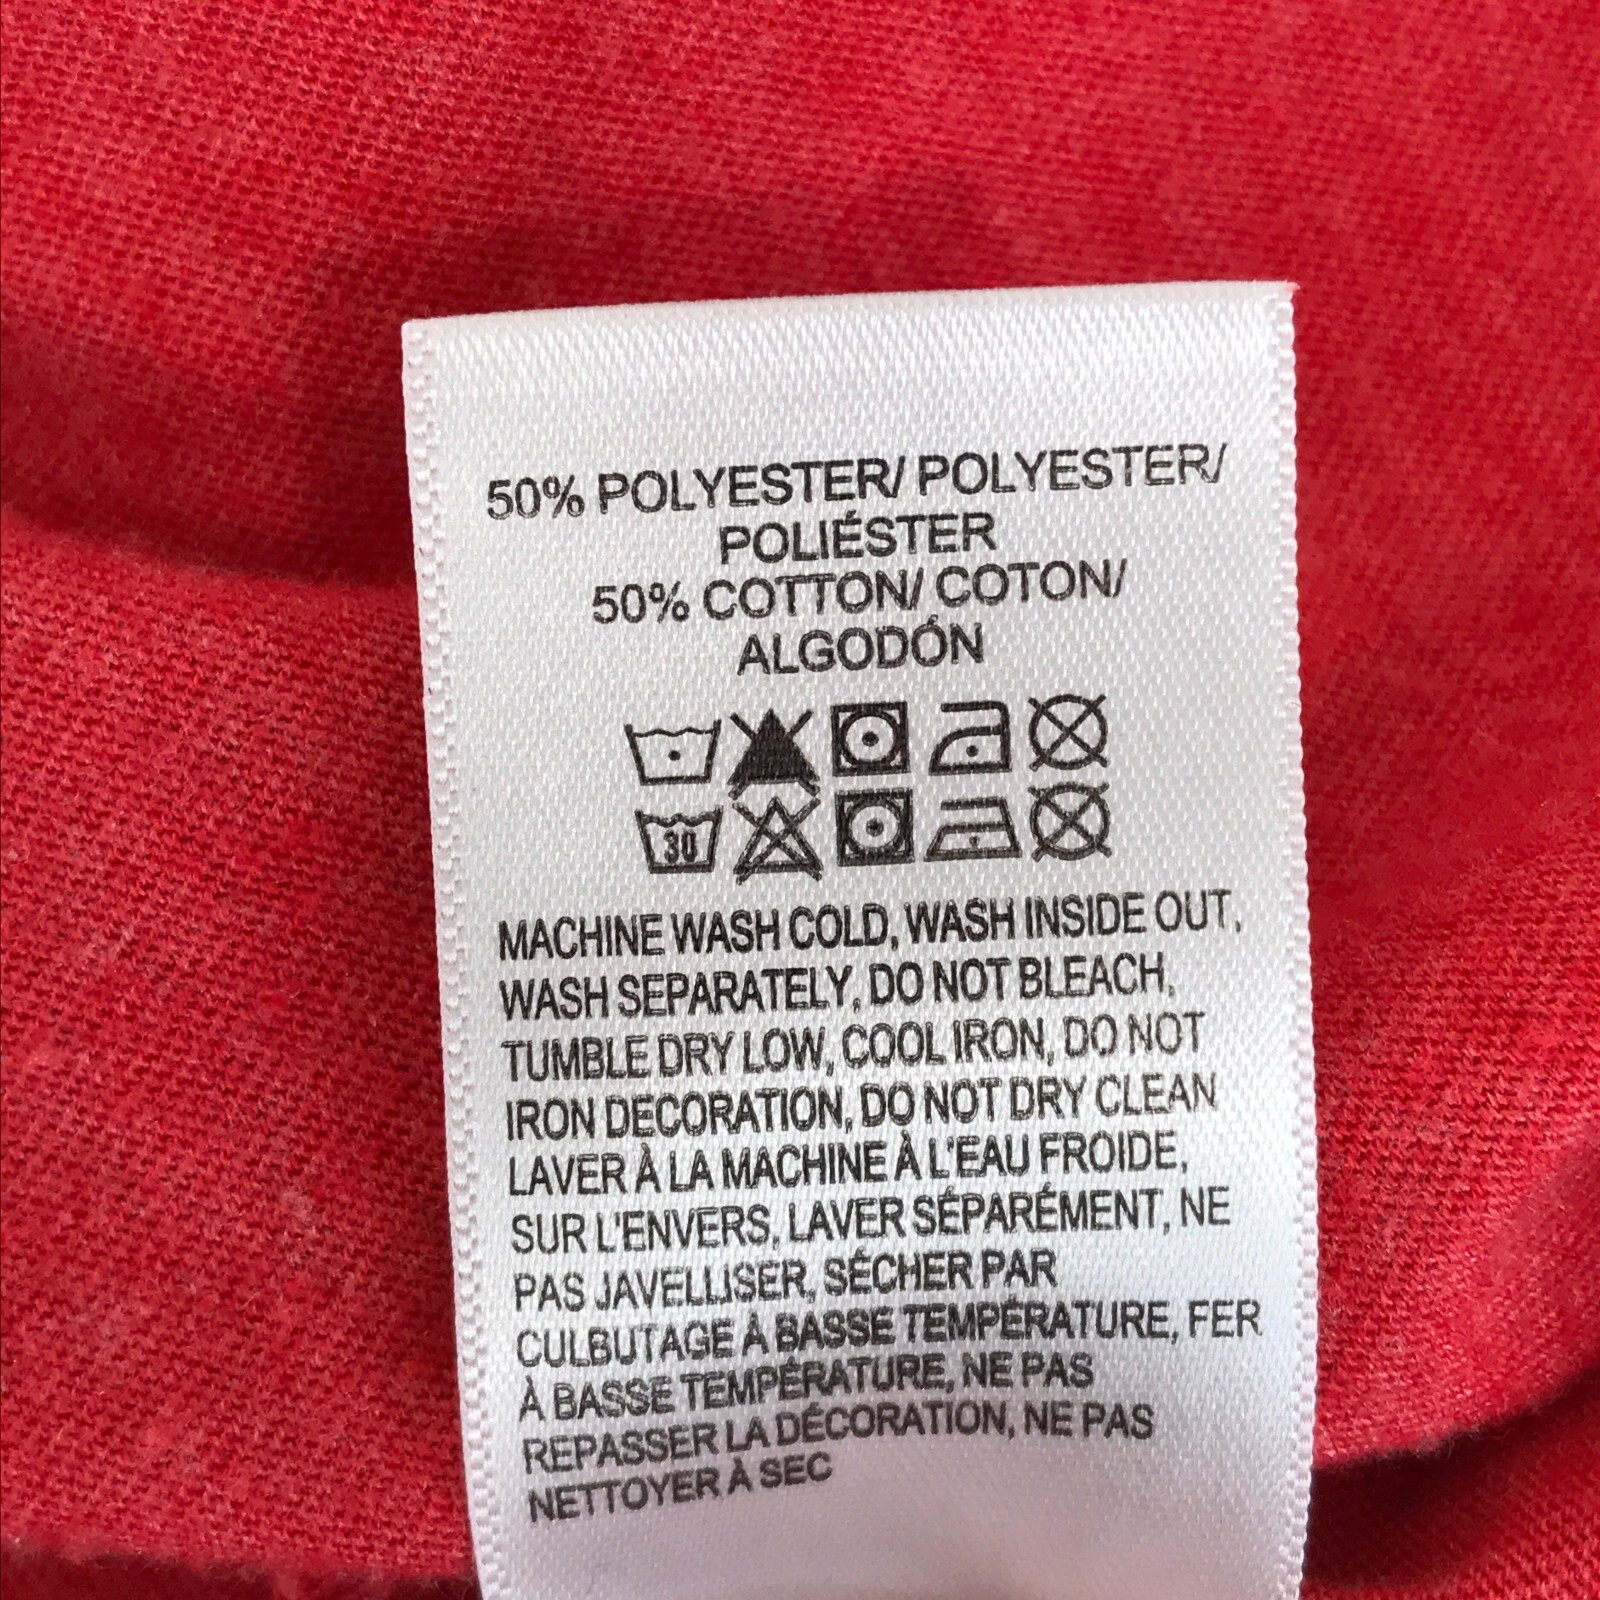 50% POLYESTER/ POLYESTER/
POLIÉSTER
50% COTTON/ COTON/
ALGODÓN
30
MACHINE WASH COLD, WASH INSIDE OUT,
WASH SEPARATELY, DO NOT BLEACH,
TUMBLE DRY LOW, COOL IRON, DO NOT
IRON DECORATION, DO NOT DRY CLEAN
LAVER À LA MACHINE À L'EAU FROIDE,
SUR L'ENVERS, LAVER SÉPARÉMENT, NE
PAS JAVELLISER, SÉCHER PAR
CULBUTAGE À BASSE TEMPÉRATURE, FER
À BASSE TEMPÉRATURE, NE PAS
REPASSER LA DÉCORATION, NE PAS
NETTOYER À SEC